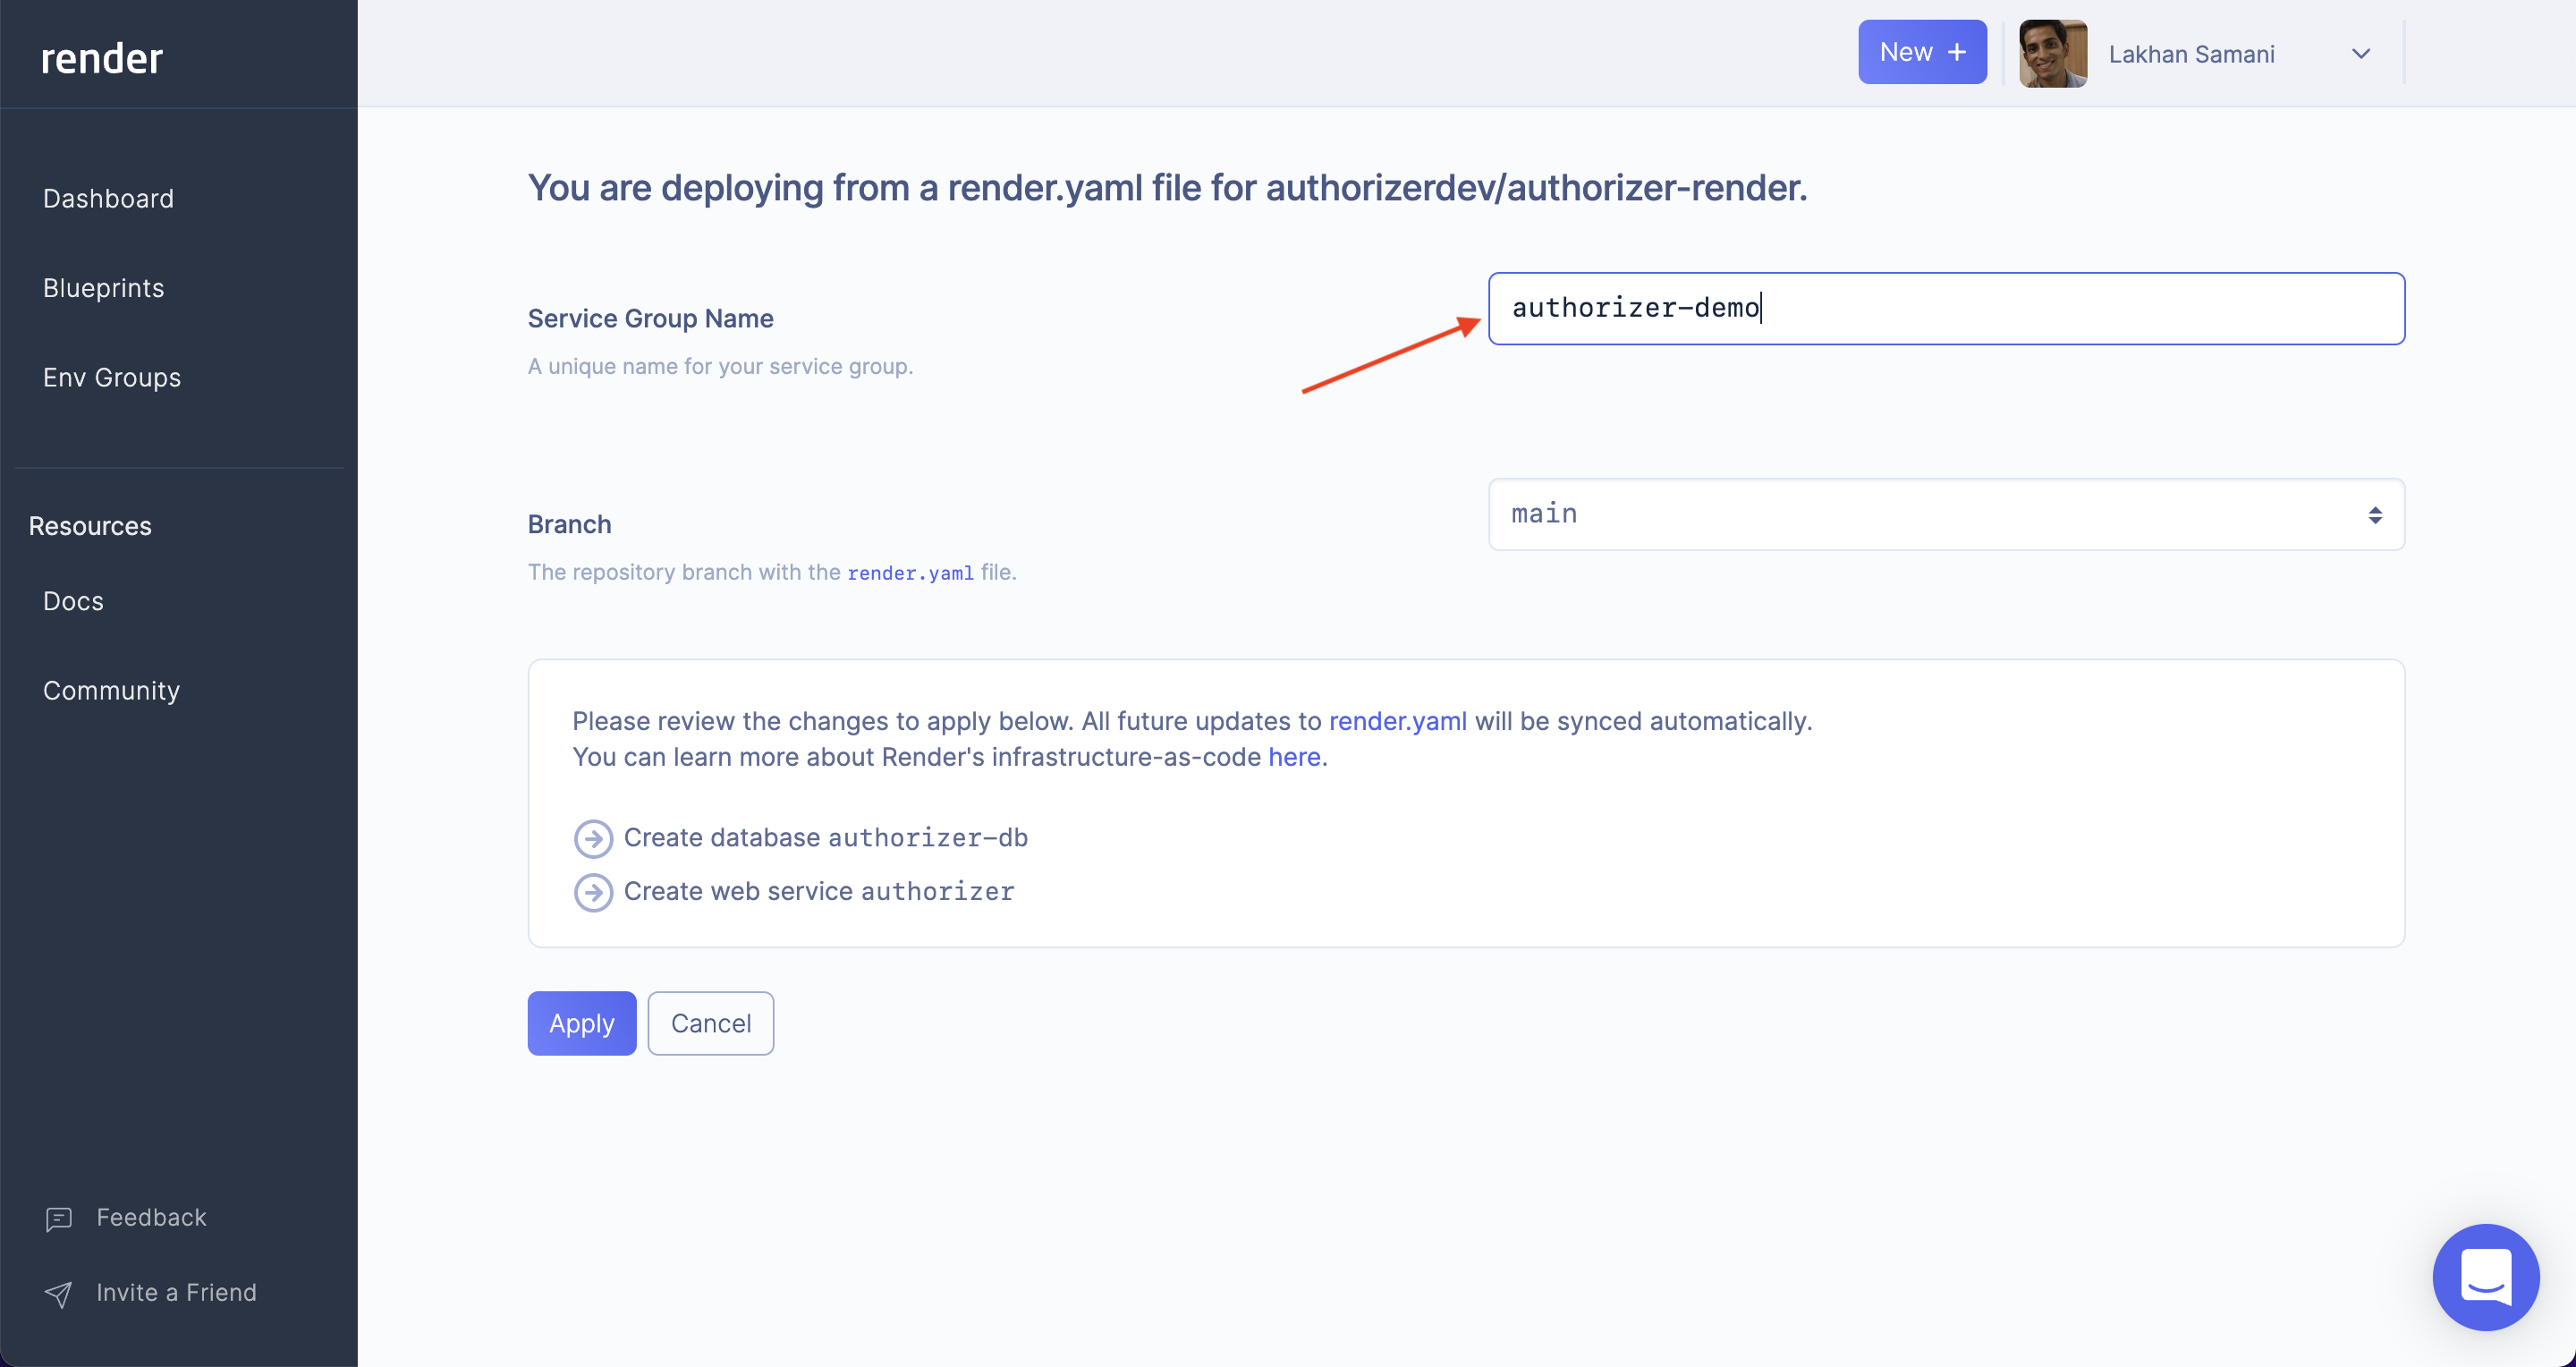 render
New +
Lakhan Samani
Dashboard
Blueprints
Env Groups
Resources
Docs
Community
Feedback
Invite a Friend
You are deploying from a render.yaml file for authorizerdev/authorizer-render.
Service Group Name
A unique name for your service group.
authorizer-demo
Branch
The repository branch with the render.yaml file.
main
Please review the changes to apply below. All future updates to render.yaml will be synced automatically.
You can learn more about Render's infrastructure-as-code here.
Create database authorizer-db
Create web service authorizer
Apply
Cancel